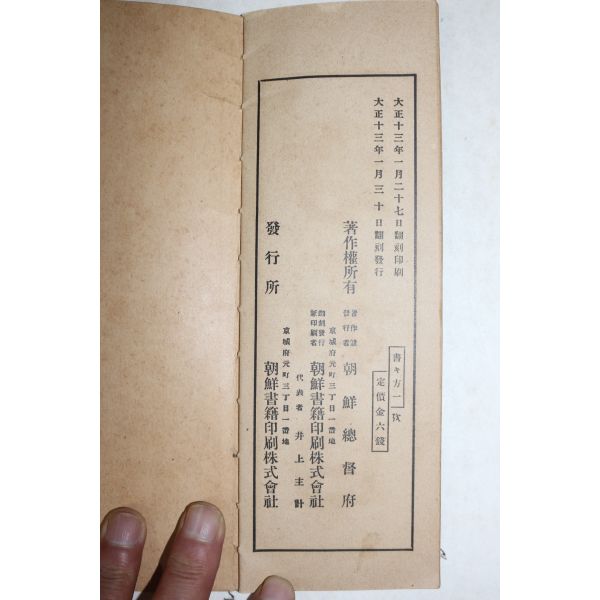 大正十三年一月二十七日飜刻印刷
大正十三年一月三十日飜刻發行
書キ方一
定價金六錢
著作權所有
著作兼
發行者
朝鮮總督府
京城府元町三丁目一番地
飜刻發行
兼印刷者
朝鮮書籍印刷株式會社
代表者 井上主計
京城府元町三丁目一番地
發行所
朝鮮書籍印刷株式會社